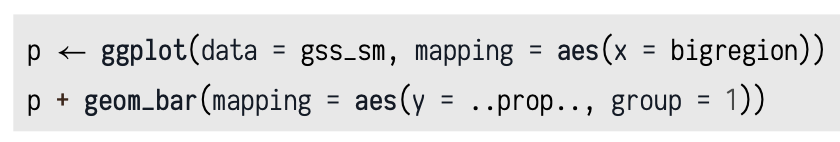 p ← ggplot(data = gss_sm, mapping = aes(x = bigregion))
p + geom_bar(mapping = aes(y = ..prop.., group = 1))